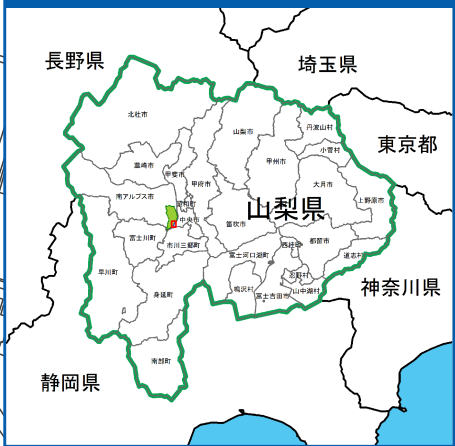 長野県
埼玉県
北杜市
丹波山村
山梨市
小菅村
東京都
韮崎市
甲斐市
甲州市
甲府市
大月市
南アルプス市
昭和町
上野原市
山梨県
中央市
笛吹市
富士川町
市川三郷町
西桂町
都留市
富士河口湖町
道志村
早川町
忍野村
神奈川県
身延町
鳴沢村
山中湖村
富士吉田市
南部町
静岡県